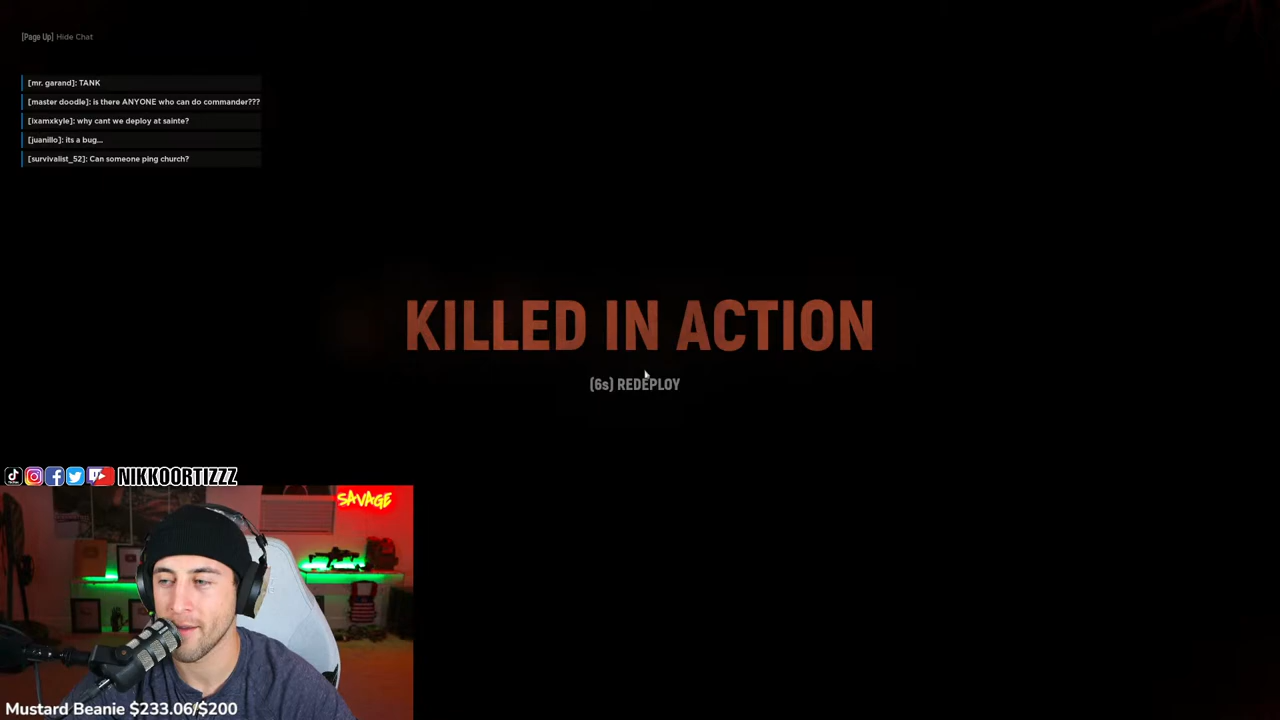 [Page Up] Hide Chat
[mr. garand]: TANK
[master doodle]: is there ANYONE who can do commander???
[ixamxkyle]: why cant we deploy at sainte?
[juanillo]: its a bug...
[survivalist_52]: Can someone ping church?
KILLED IN ACTION
(6s) REDEPLOY
NIKKOORTIZZZ
SAVAGE
Mustard Beanie $233.06/$200